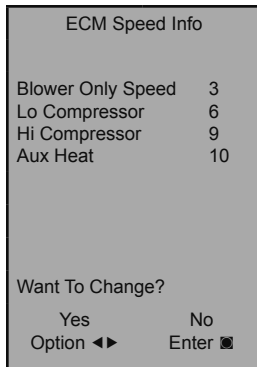 ECM Speed Info
Blower Only Speed 3
Lo Compressor 6
Hi Compressor 9
Aux Heat 10
Want To Change?
Yes No
Option ◀▶ Enter ◙